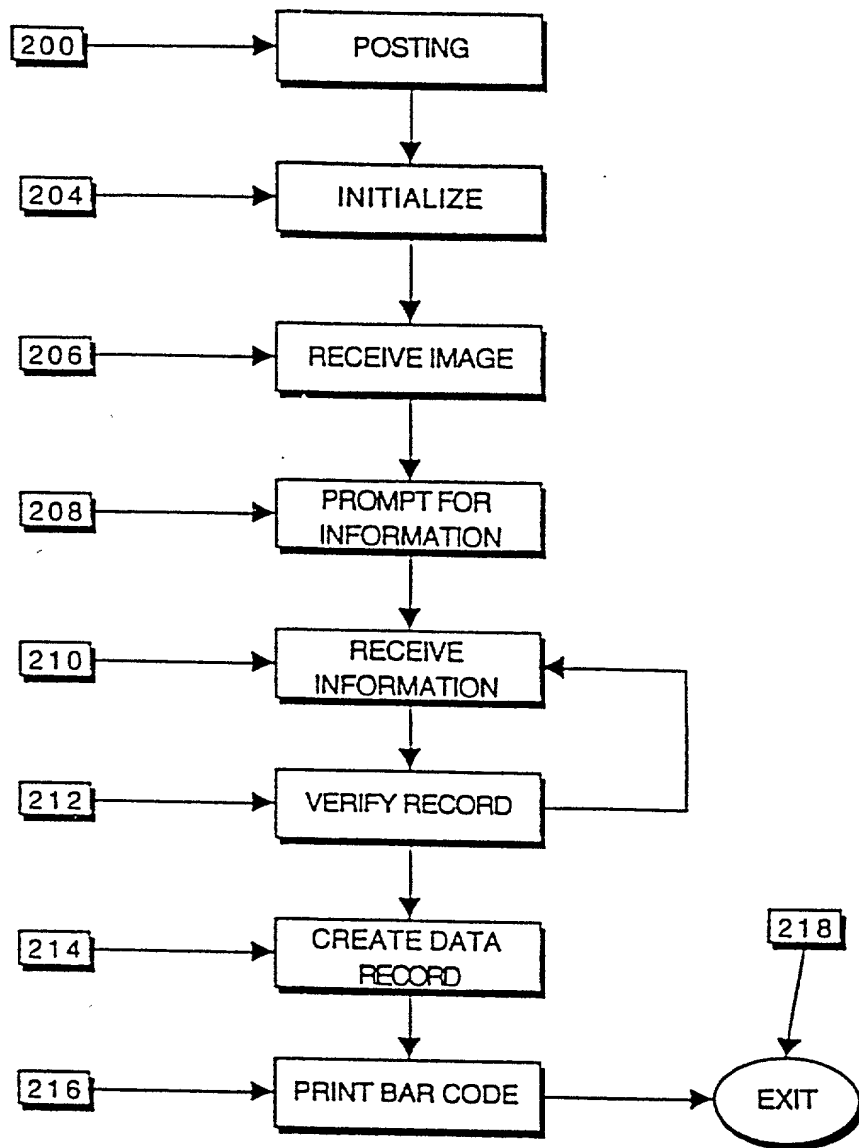 200 POSTING
204 INITIALIZE
206 RECEIVE IMAGE
208 PROMPT FOR
INFORMATION
210 RECEIVE
INFORMATION
212 VERIFY RECORD
214 CREATE DATA
RECORD
218
216 PRINT BAR CODE EXIT